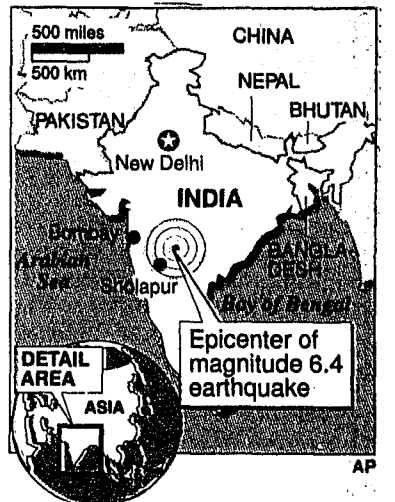 500 miles
500 km
CHINA
NEPAL
BHUTAN
PAKISTAN
New Delhi
INDIA
Bombay
Arabian
Sea
Sholapur
BANGLA-
DESH
Bay of Bengal
Epicenter of
magnitude 6.4
earthquake
DETAIL
AREA
ASIA
AP